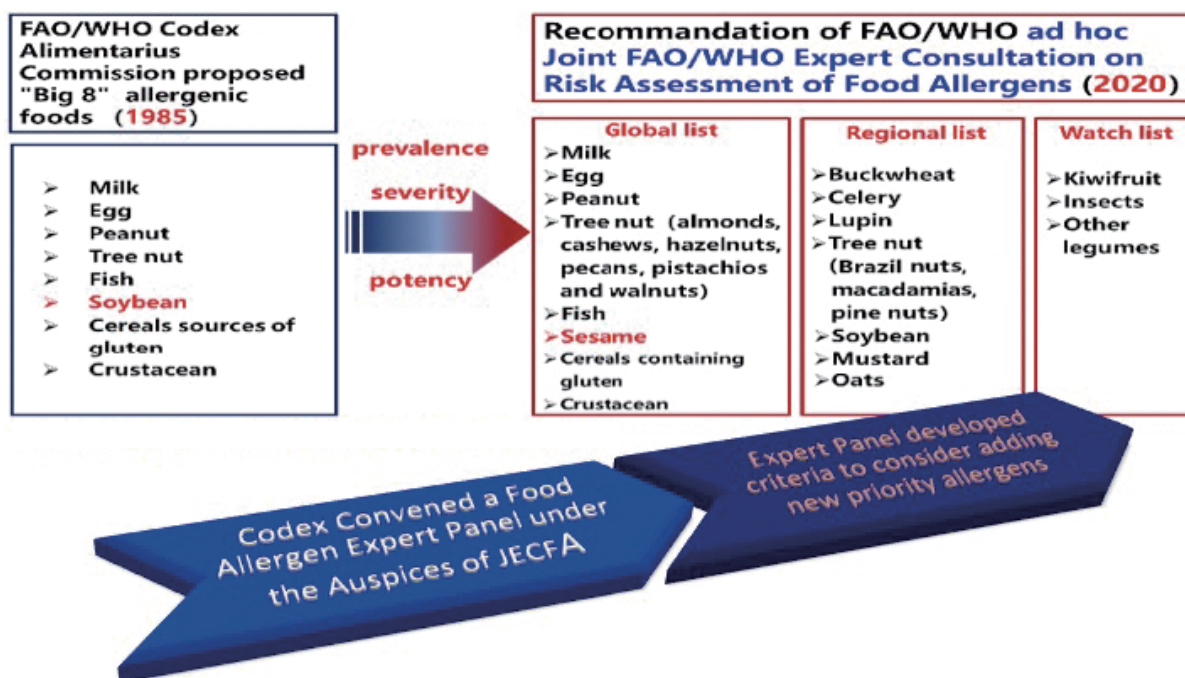 FAO/WHO Codex
Alimentarius
Commission proposed
"Big 8" allergenic
foods (1985)
➢ Milk
➢ Egg
➢ Peanut
➢ Tree nut
➢ Fish
➢ Soybean
➢ Cereals sources of
gluten
➢ Crustacean
prevalence
severity
potency
Recommandation of FAO/WHO ad hoc
Joint FAO/WHO Expert Consultation on
Risk Assessment of Food Allergens (2020)
Global list
➢Milk
➢Egg
➢Peanut
➢Tree nut (almonds,
cashews, hazelnuts,
pecans, pistachios
and walnuts)
➢Fish
➢Sesame
➢Cereals containing
gluten
➢Crustacean
Regional list
➢Buckwheat
➢Celery
➢Lupin
➢Tree nut
(Brazil nuts,
macadamias,
pine nuts)
➢Soybean
➢Mustard
➢Oats
Watch list
➢Kiwifruit
➢Insects
➢Other
legumes
Codex Convened a Food
Allergen Expert Panel under
the Auspices of JECFA
Expert Panel developed
criteria to consider adding
new priority allergens